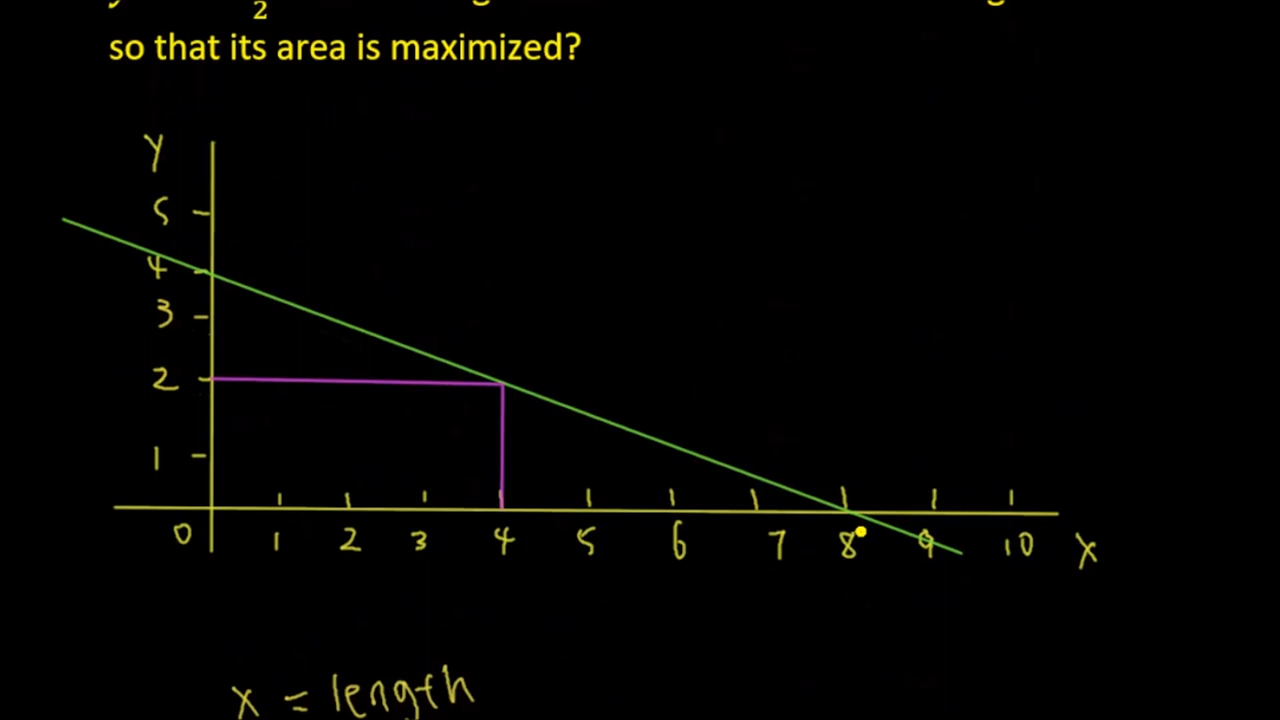 2
so that its area is maximized?
y
5
4
3
2
1
0 1 2 3 4 5 6 7 8 9 10 x
x = length